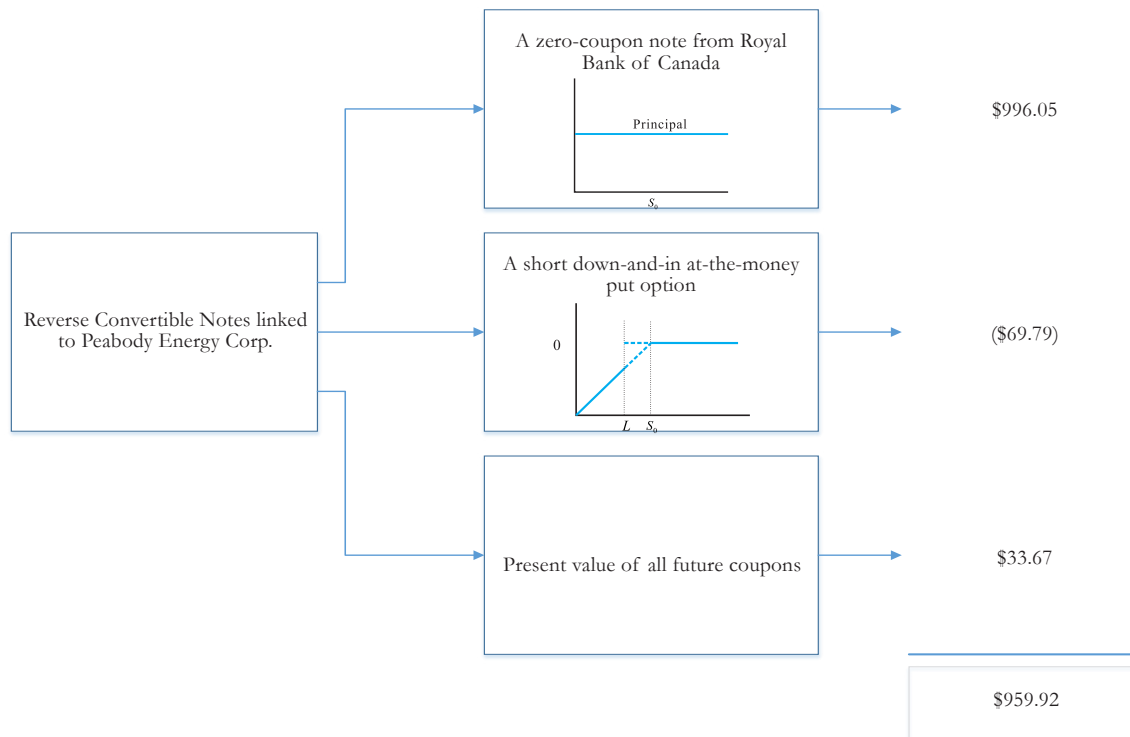 A zero-coupon note from Royal
Bank of Canada
Principal
S₀
$996.05
Reverse Convertible Notes linked
to Peabody Energy Corp.
A short down-and-in at-the-money
put option
0
L S₀
($69.79)
Present value of all future coupons
$33.67
$959.92